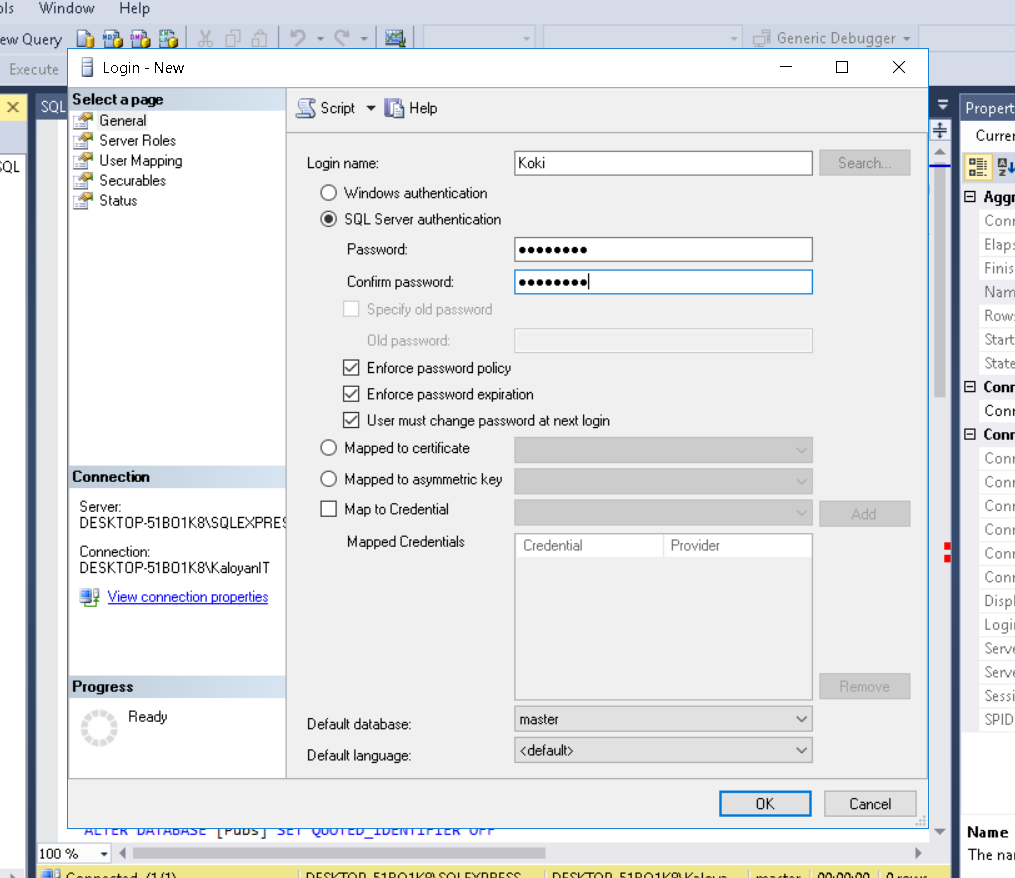 Window Help
Query
Generic Debugger
Execute
Login - New
SQL
Select a page
General
Server Roles
User Mapping
Securables
Status
Script Help
Login name: Koki Search...
Windows authentication
SQL Server authentication
Password: ●●●●●●●●
Confirm password: ●●●●●●●●
Specify old password
Old password:
Enforce password policy
Enforce password expiration
User must change password at next login
Mapped to certificate
Mapped to asymmetric key
Map to Credential Add
Mapped Credentials Credential Provider
Remove
Default database: master
Default language: <default>
OK Cancel
Connection
Server:
DESKTOP-51BO1K8\SQLEXPRES
Connection:
DESKTOP-51BO1K8\KaloyanIT
View connection properties
Progress
Ready
ALTER DATABASE [Pubs] SET QUOTED_IDENTIFIER OFF
100 %
Connected. (1/1) DESKTOP-51BO1K8\SQLEXPRESS DESKTOP-51BO1K8\Kaloya master 00:00:00 0 rows
Propert
Curren
Aggr
Conn
Elaps
Finis
Nam
Rows
Start
State
Conn
Conn
Conn
Conn
Conn
Conn
Conn
Conn
Conn
Displ
Logi
Serve
Serve
Sessi
SPID
Name
The na